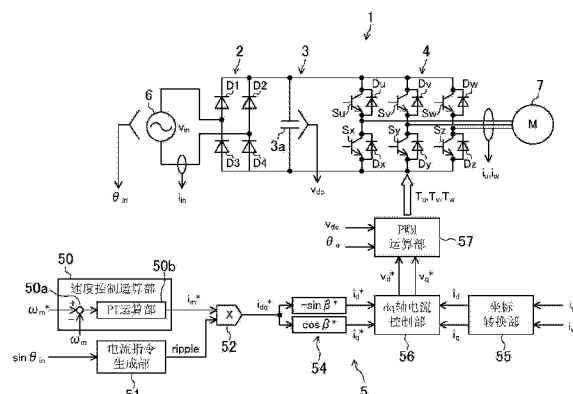 1
2
3
4
D1
D2
Du
Dv
Dw
7
6
Vin
Su
Sv
Sw
M
3a
Sx
Sy
Sz
D3
D4
Dx
Dy
Dz
θin
iin
vdc
iu,iw
Tu,Tv,Tw
vdc
θe
PWM
运算部
57
50
速度控制运算部
50a
50b
vd*
vq*
ωm*
+
−
PI运算部
im*
X
idq*
-sinβ*
id*
dq轴电流
控制部
id
坐标
转换部
ωm
cosβ*
iq*
iq
52
54
56
55
sinθin
电流指令
生成部
ripple
51
5